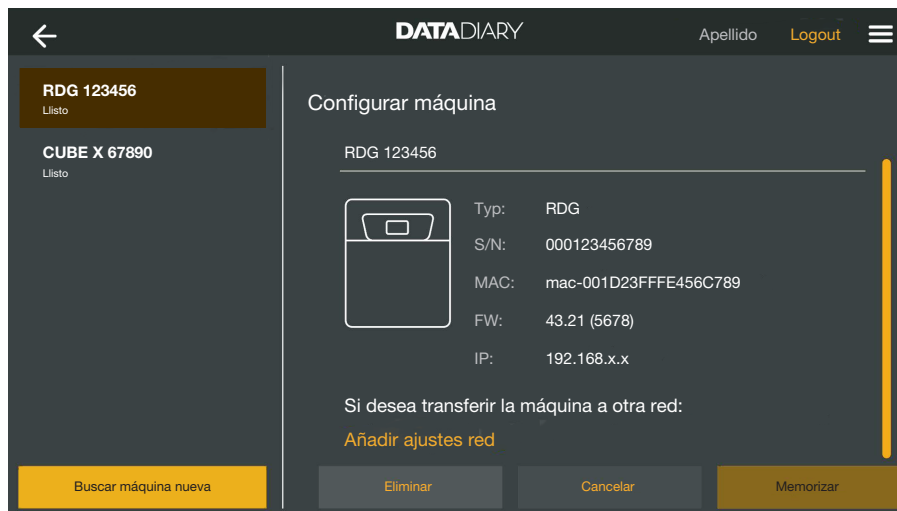 DATADIARY
Apellido
Logout
RDG 123456
Llisto
CUBE X 67890
Llisto
Buscar máquina nueva
Configurar máquina
RDG 123456
Typ: RDG
S/N: 000123456789
MAC: mac-001D23FFFE456C789
FW: 43.21 (5678)
IP: 192.168.x.x
Si desea transferir la máquina a otra red:
Añadir ajustes red
Eliminar
Cancelar
Memorizar